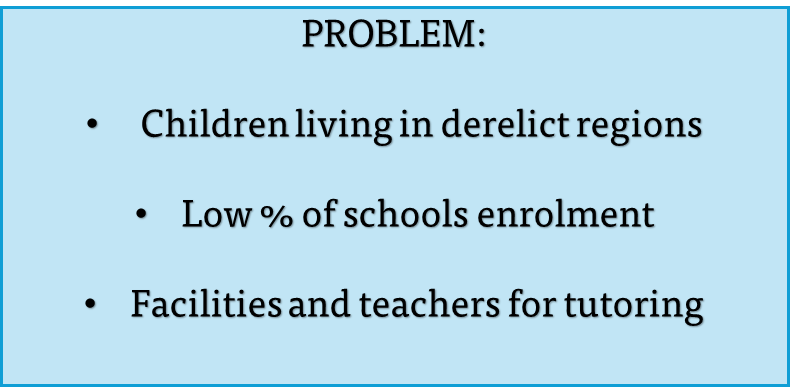 PROBLEM:
• Children living in derelict regions
• Low % of schools enrolment
• Facilities and teachers for tutoring